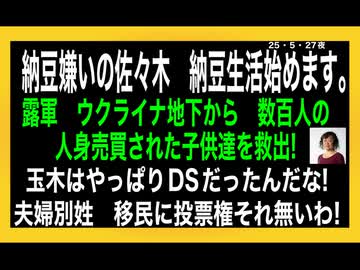 25・5・27夜
納豆嫌いの佐々木　納豆生活始めます。
露軍　ウクライナ地下から　数百人の
人身売買された子供達を救出!
玉木はやっぱりDSだったんだな!
夫婦別姓　移民に投票権それ無いわ!